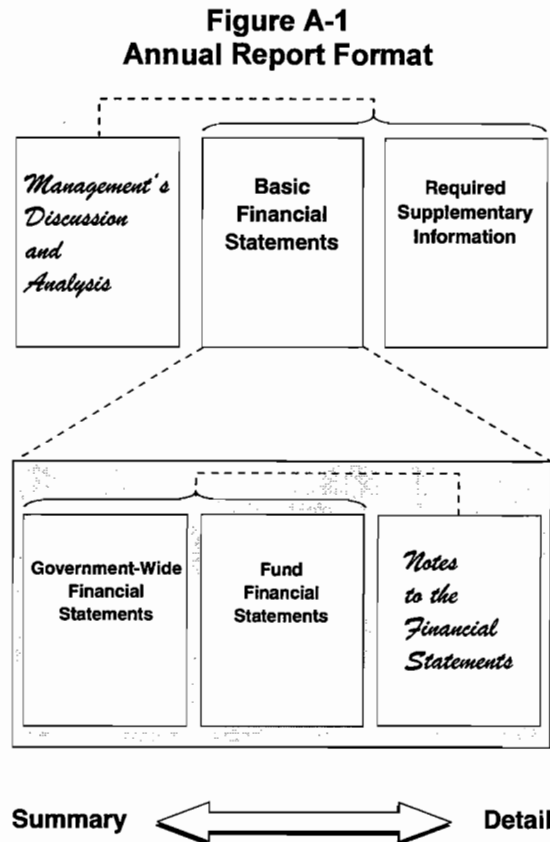 Figure A-1
Annual Report Format
Management's
Discussion
and
Analysis
Basic
Financial
Statements
Required
Supplementary
Information
Government-Wide
Financial
Statements
Fund
Financial
Statements
Notes
to the
Financial
Statements
Summary
Detail